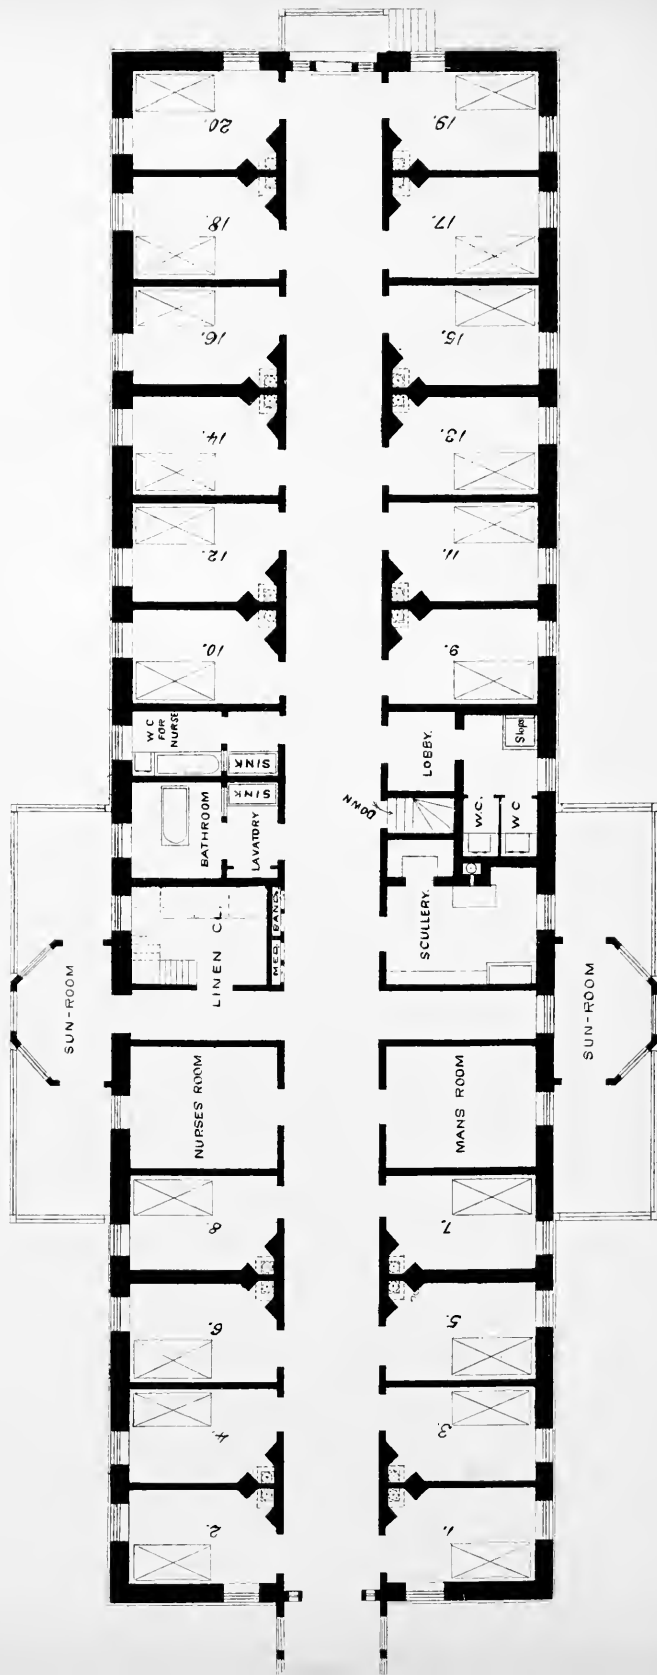 20.
19.
18.
17.
16.
15.
14.
13.
12.
11.
10.
9.
W C
FOR
NURSE
SINK
LOBBY.
Slops
SINK
DOWN
BATHROOM
LAVATORY
W.C.
W C
LINEN CL.
MED.
BAND
SCULLERY.
SUN-ROOM
SUN-ROOM
NURSES ROOM
MANS ROOM
8.
7.
6.
5.
4.
3.
2.
1.